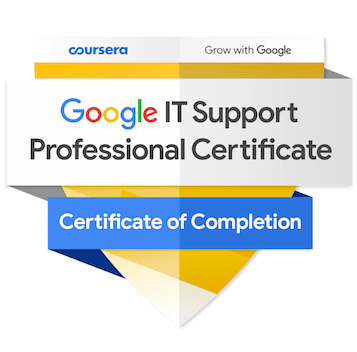 coursera Grow with Google
Google IT Support
Professional Certificate
Certificate of Completion